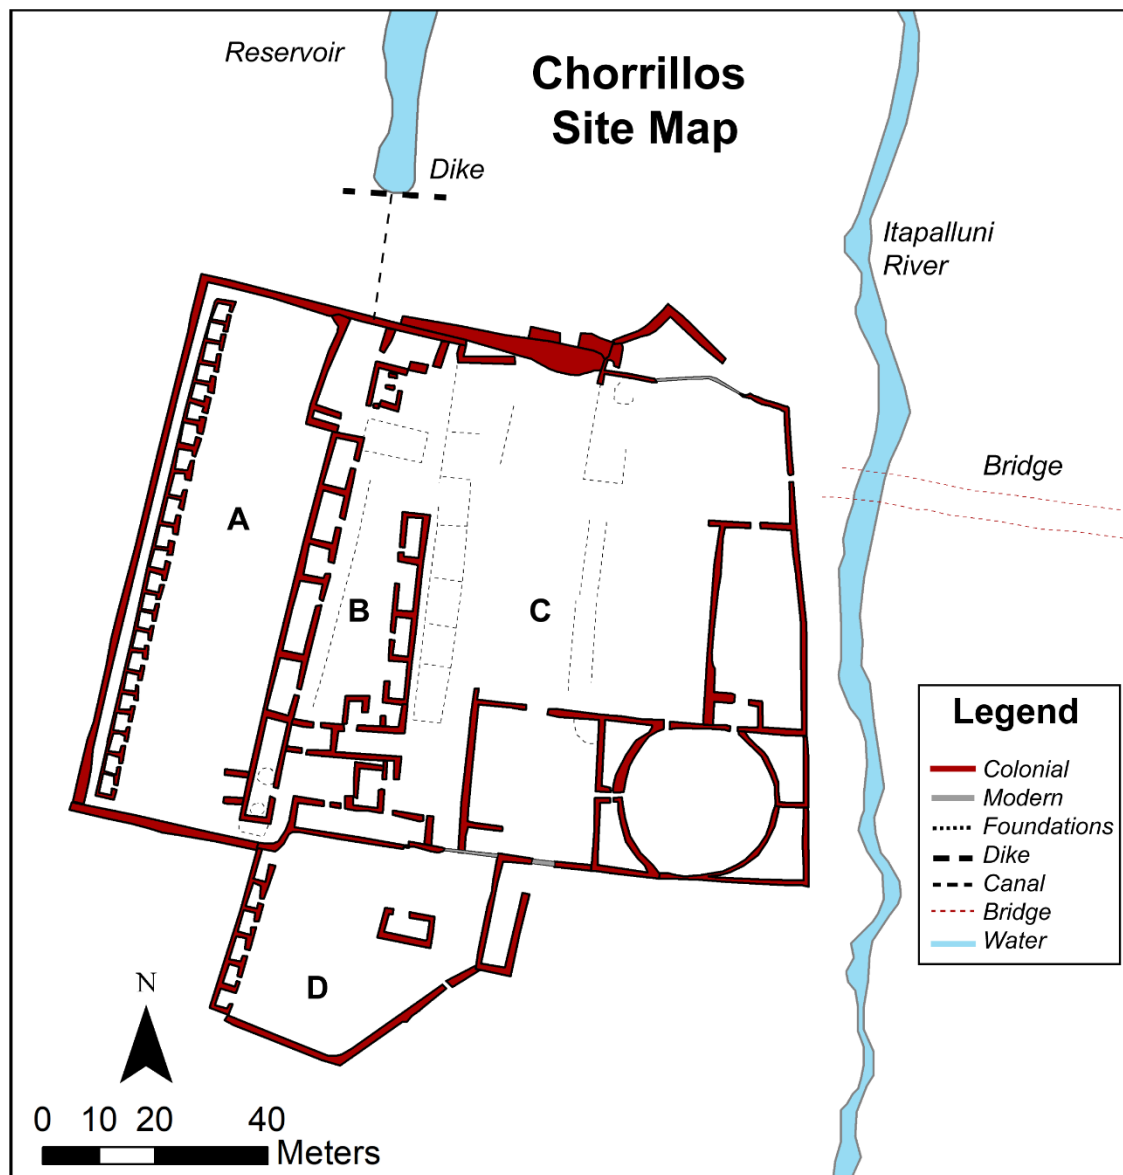 Reservoir
Chorrillos
Site Map
Dike
Itapalluni
River
Bridge
A
B
C
D
Legend
Colonial
Modern
Foundations
Dike
Canal
Bridge
Water
N
0 10 20 40
Meters